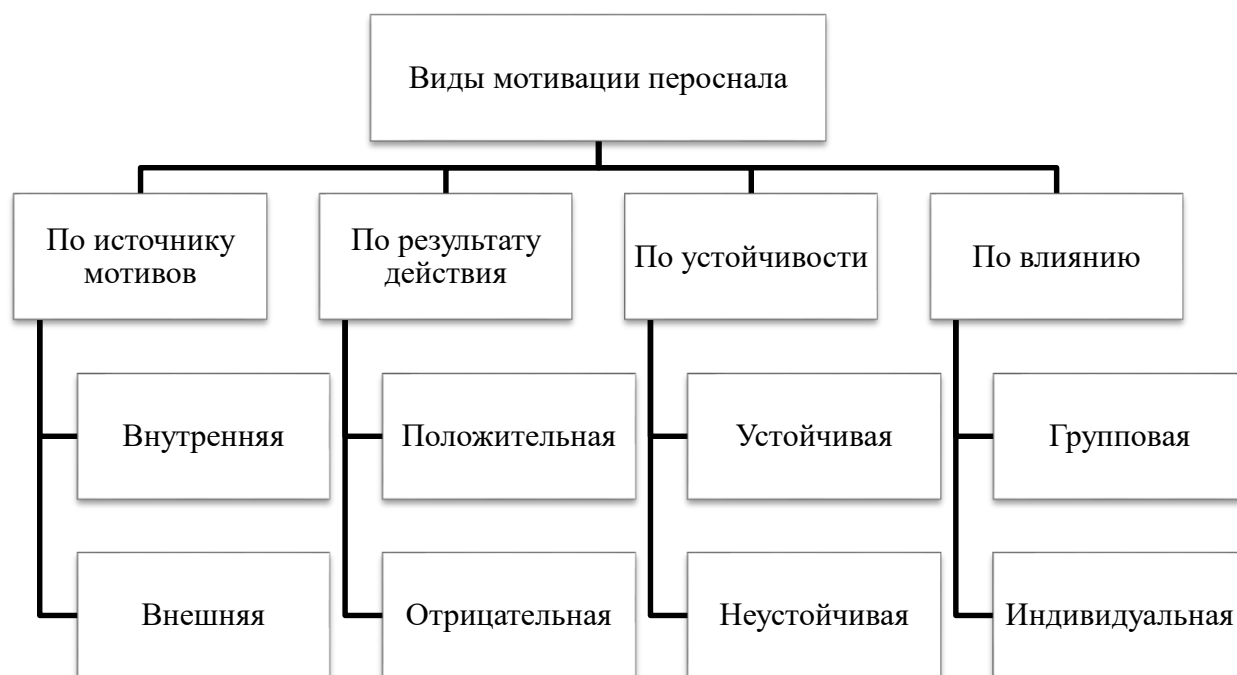 Виды мотивации пероснала
По источнику
мотивов
По результату
действия
По устойчивости
По влиянию
Внутренняя
Положительная
Устойчивая
Групповая
Внешняя
Отрицательная
Неустойчивая
Индивидуальная